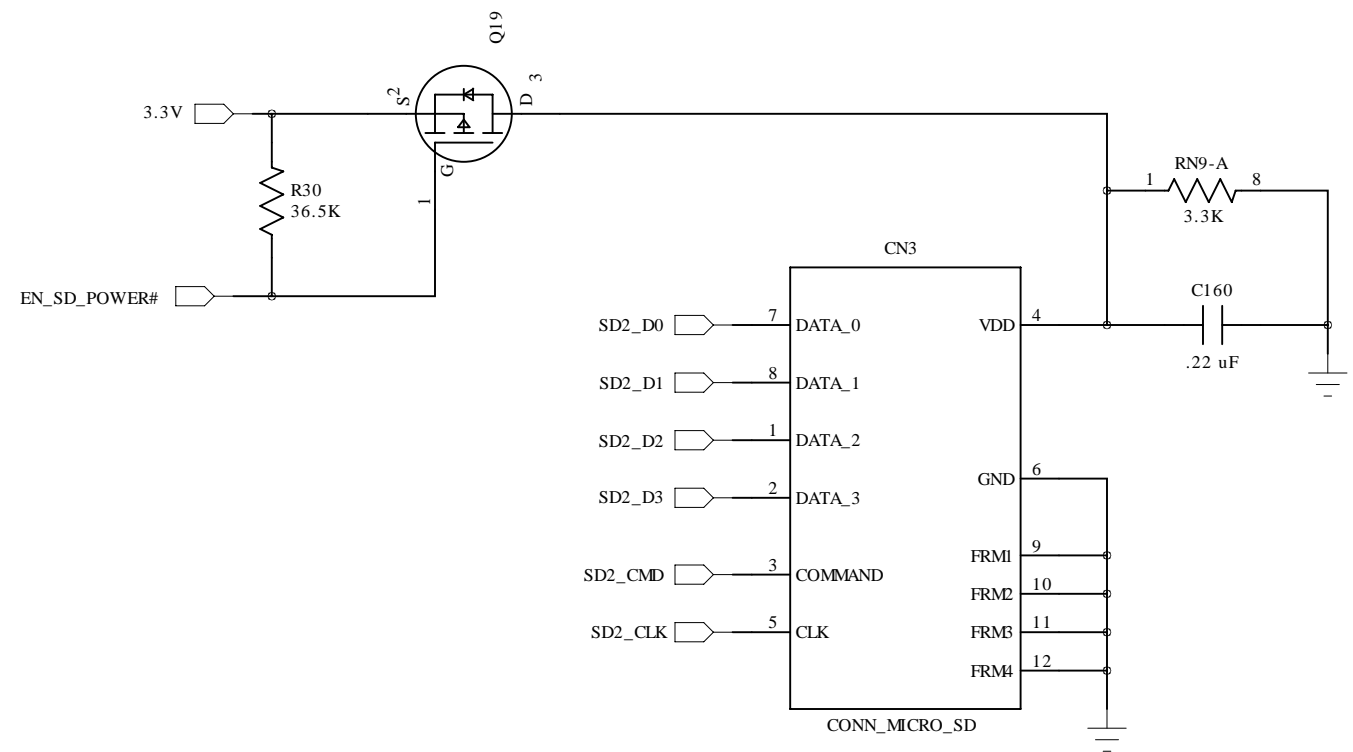 Q19
3.3V
S
2
D
3
G
1
R30
36.5K
EN_SD_POWER#
RN9-A
1
8
3.3K
CN3
C160
.22 uF
SD2_D0
7
DATA_0
VDD
4
SD2_D1
8
DATA_1
SD2_D2
1
DATA_2
GND
6
SD2_D3
2
DATA_3
FRM1
9
SD2_CMD
3
COMMAND
FRM2
10
SD2_CLK
5
CLK
FRM3
11
FRM4
12
CONN_MICRO_SD